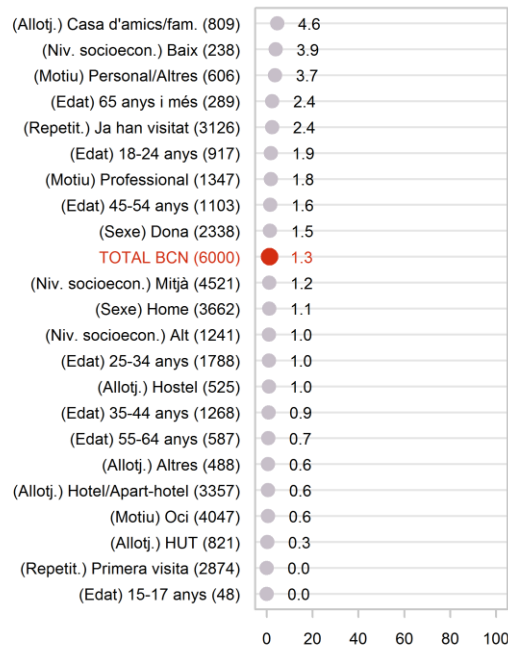 (Allotj.) Casa d'amics/fam. (809) 4.6
(Niv. socioecon.) Baix (238) 3.9
(Motiu) Personal/Altres (606) 3.7
(Edat) 65 anys i més (289) 2.4
(Repetit.) Ja han visitat (3126) 2.4
(Edat) 18-24 anys (917) 1.9
(Motiu) Professional (1347) 1.8
(Edat) 45-54 anys (1103) 1.6
(Sexe) Dona (2338) 1.5
TOTAL BCN (6000) 1.3
(Niv. socioecon.) Mitjà (4521) 1.2
(Sexe) Home (3662) 1.1
(Niv. socioecon.) Alt (1241) 1.0
(Edat) 25-34 anys (1788) 1.0
(Allotj.) Hostel (525) 1.0
(Edat) 35-44 anys (1268) 0.9
(Edat) 55-64 anys (587) 0.7
(Allotj.) Altres (488) 0.6
(Allotj.) Hotel/Apart-hotel (3357) 0.6
(Motiu) Oci (4047) 0.6
(Allotj.) HUT (821) 0.3
(Repetit.) Primera visita (2874) 0.0
(Edat) 15-17 anys (48) 0.0
0 20 40 60 80 100